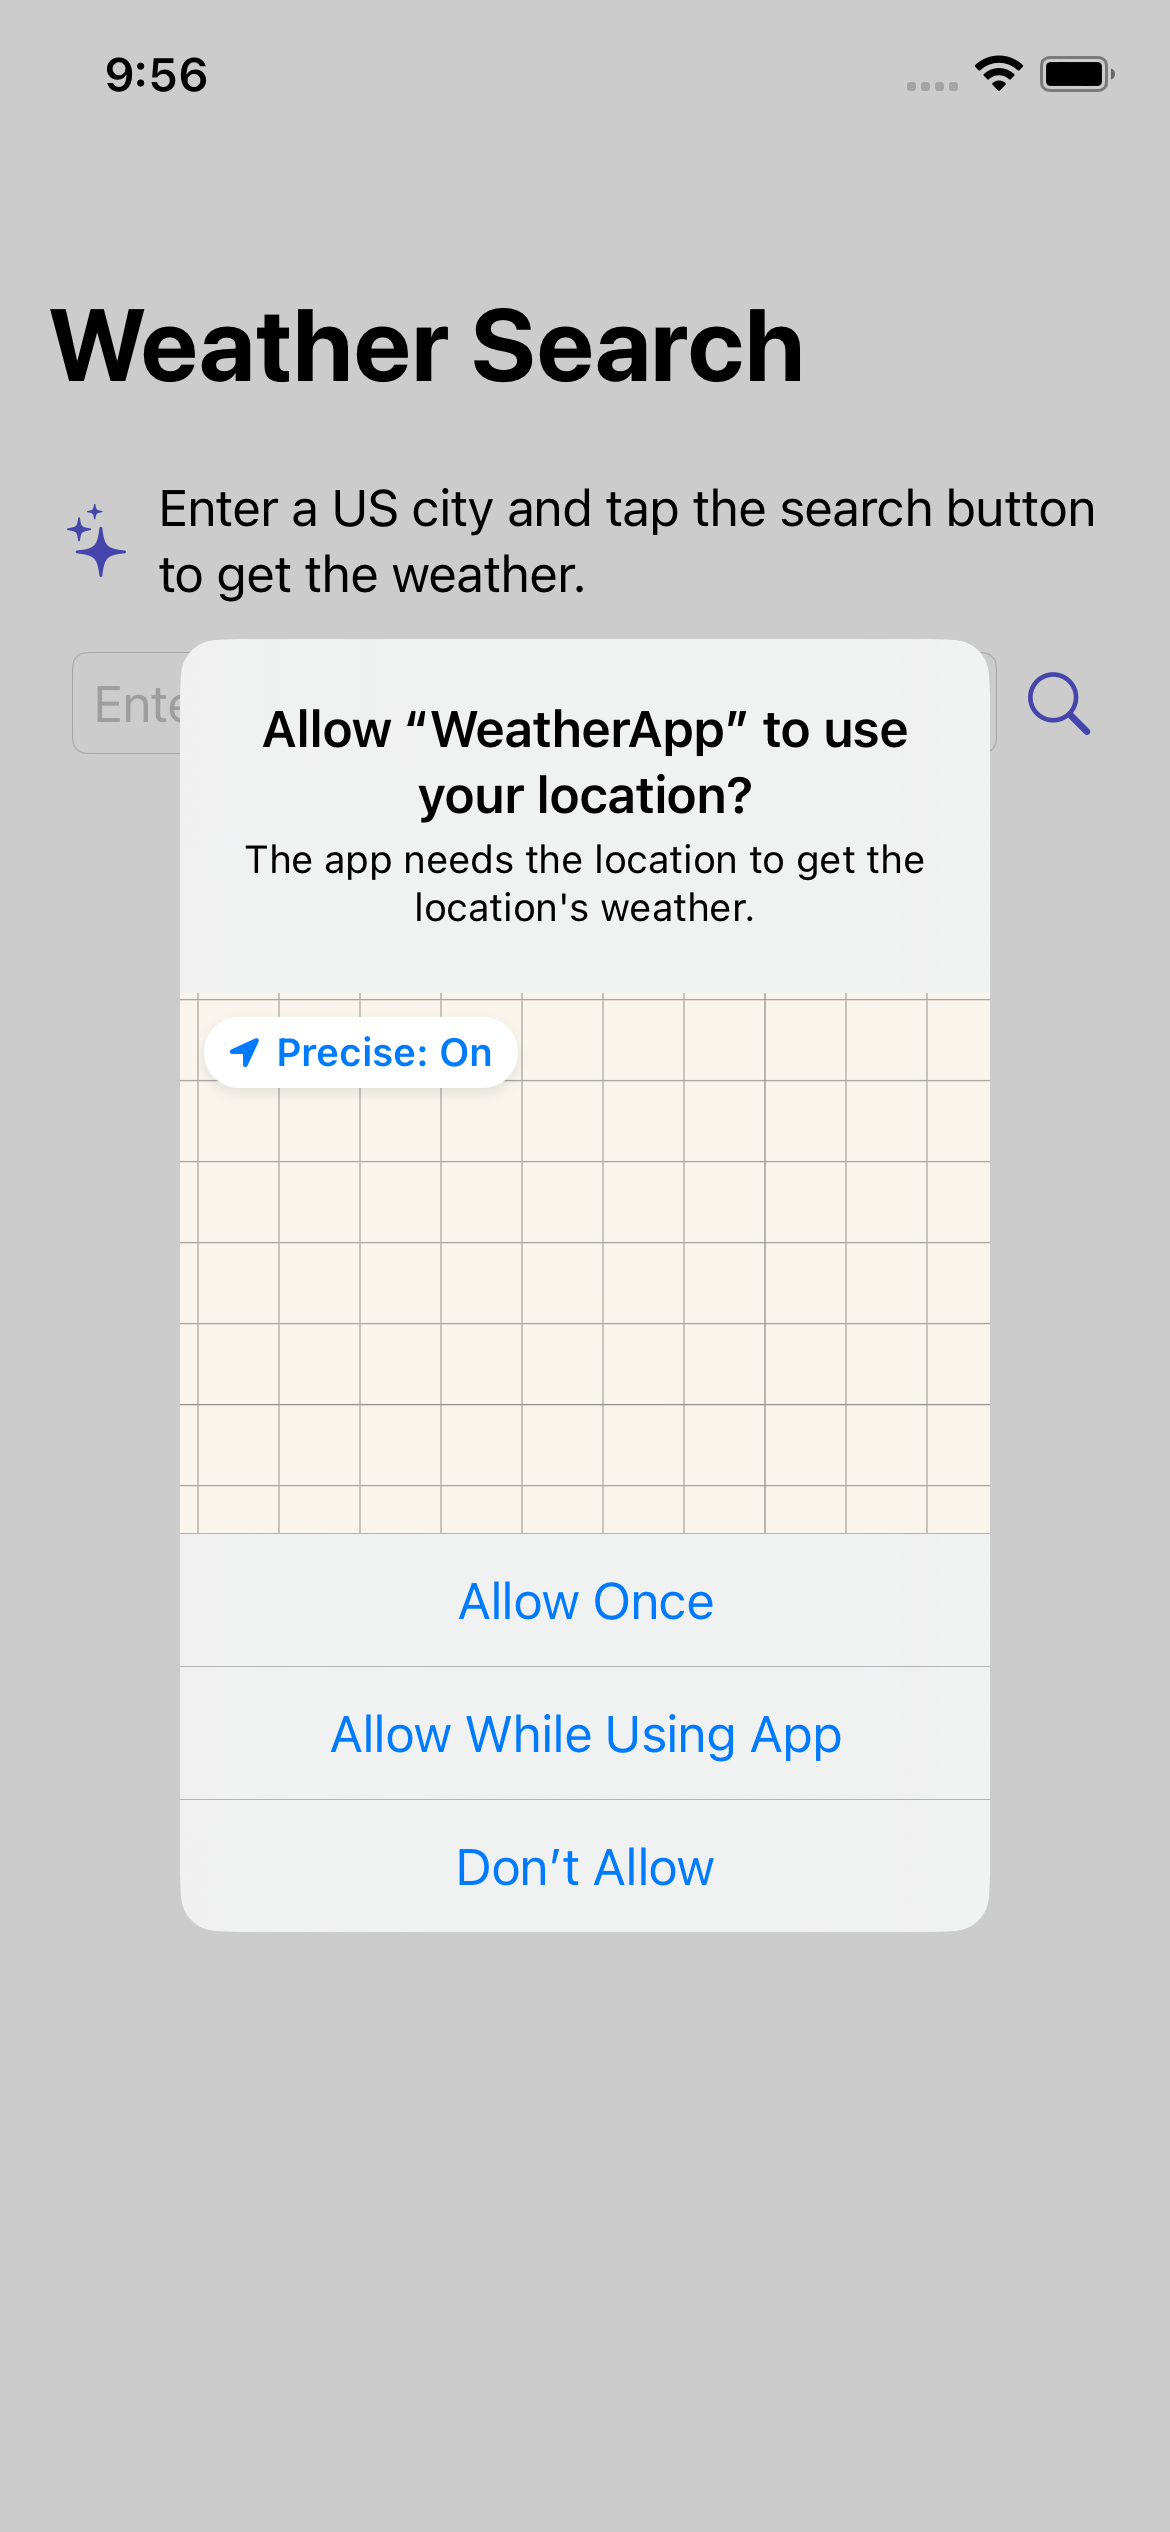 9:56
Weather Search
Enter a US city and tap the search button
to get the weather.
Allow “WeatherApp” to use
your location?
The app needs the location to get the
location's weather.
Precise: On
Allow Once
Allow While Using App
Don’t Allow